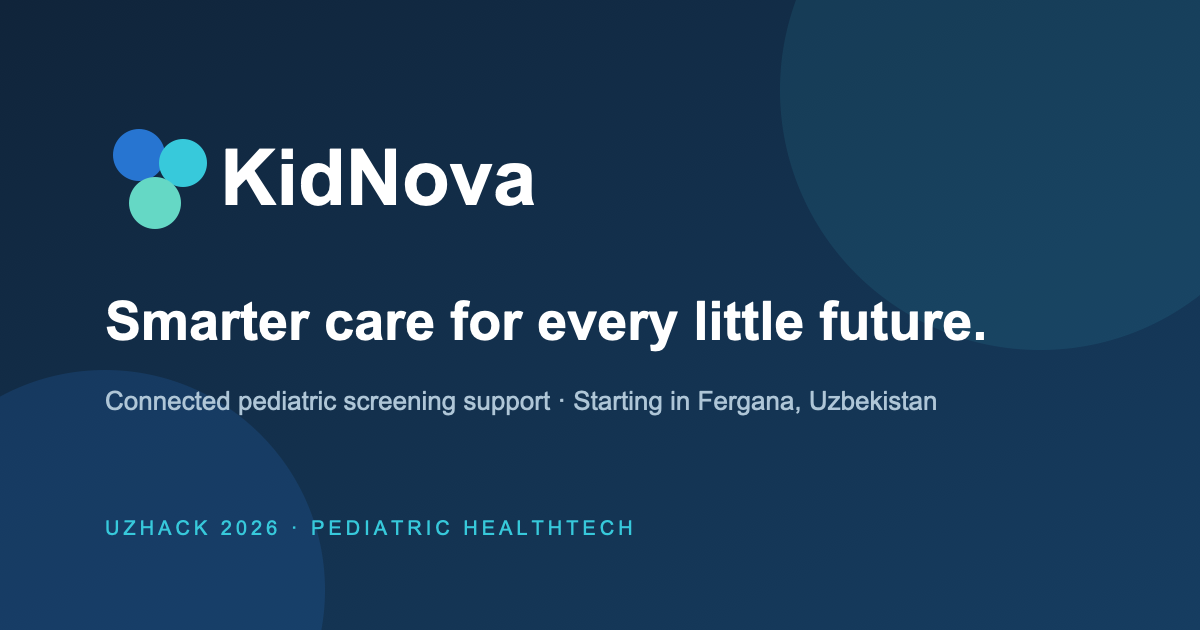 KidNova
Smarter care for every little future.
Connected pediatric screening support · Starting in Fergana, Uzbekistan
UZHACK 2026 · PEDIATRIC HEALTHTECH